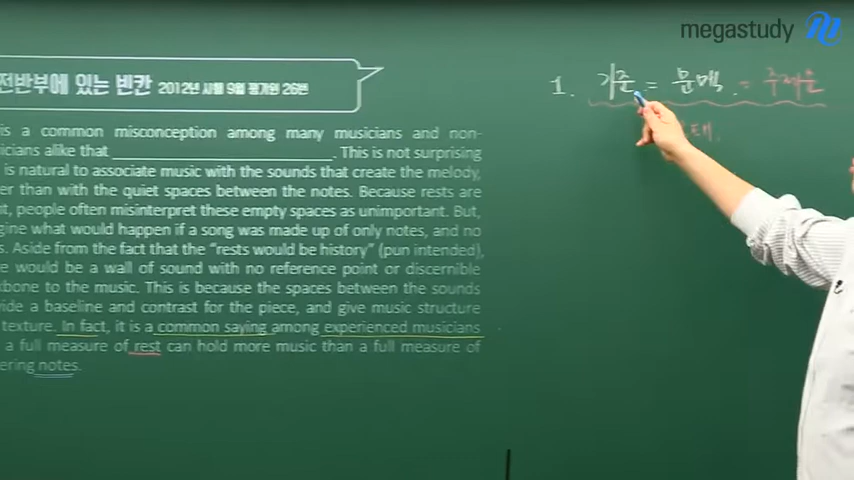 megastudy
전반부에 있는 빈칸 2012년 시행 9월 평가원 26번
1. 기준 = 문맥. = 주제문
is a common misconception among many musicians and non-
icians alike that ____________. This is not surprising
is natural to associate music with the sounds that create the melody,
er than with the quiet spaces between the notes. Because rests are
t, people often misinterpret these empty spaces as unimportant. But,
gine what would happen if a song was made up of only notes, and no
s. Aside from the fact that the "rests would be history" (pun intended),
e would be a wall of sound with no reference point or discernible
kbone to the music. This is because the spaces between the sounds
vide a baseline and contrast for the piece, and give music structure
texture. In fact, it is a common saying among experienced musicians
a full measure of rest can hold more music than a full measure of
ering notes.